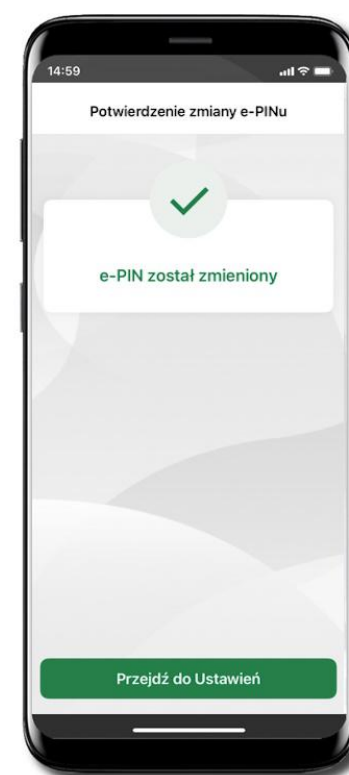 14:59
Potwierdzenie zmiany e-PINu
e-PIN został zmieniony
Przejdź do Ustawień